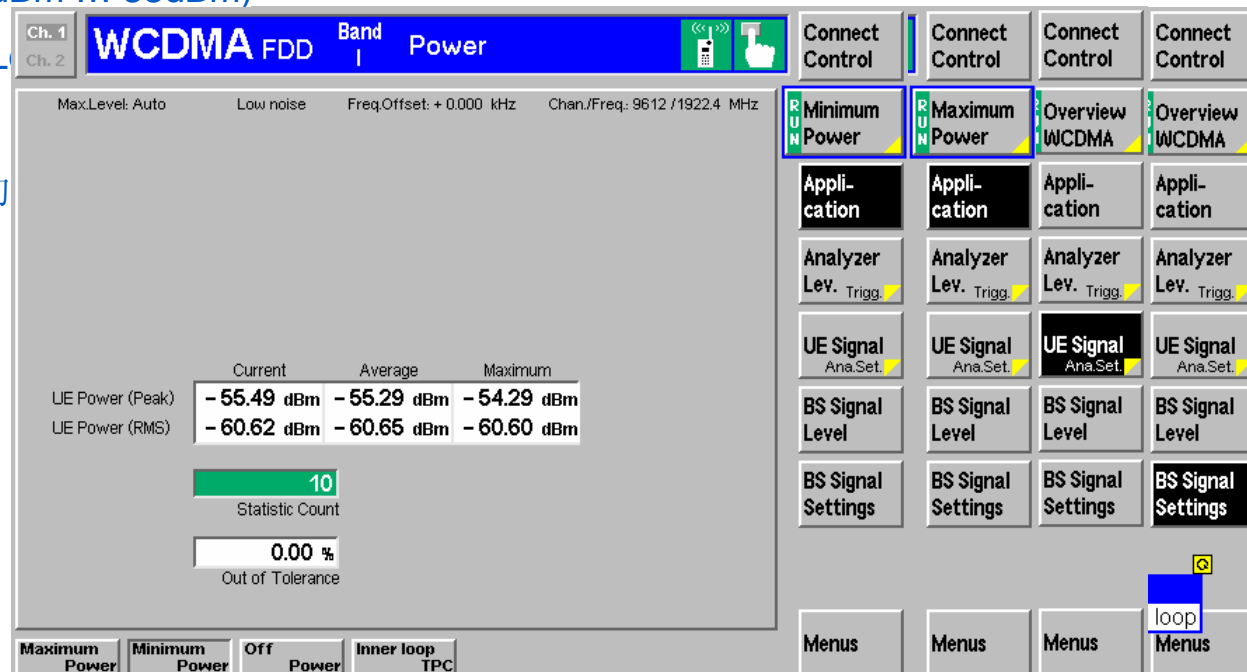 Ch. 1
Ch. 2
WCDMA FDD Band I Power
Max.Level: Auto Low noise Freq.Offset: + 0.000 kHz Chan./Freq.: 9612 / 1922.4 MHz
Current Average Maximum
UE Power (Peak) – 55.49 dBm – 55.29 dBm – 54.29 dBm
UE Power (RMS) – 60.62 dBm – 60.65 dBm – 60.60 dBm
10
Statistic Count
0.00 %
Out of Tolerance
Maximum Power
Minimum Power
Off Power
Inner loop TPC
Connect Control
RUN
Minimum Power
Appli-
cation
Analyzer
Lev. Trigg.
UE Signal
Ana.Set.
BS Signal
Level
BS Signal
Settings
Menus
Connect Control
RUN
Maximum Power
Appli-
cation
Analyzer
Lev. Trigg.
UE Signal
Ana.Set.
BS Signal
Level
BS Signal
Settings
Menus
Connect Control
Overview
WCDMA
Appli-
cation
Analyzer
Lev. Trigg.
UE Signal
Ana.Set.
BS Signal
Level
BS Signal
Settings
Menus
Connect Control
Overview
WCDMA
Appli-
cation
Analyzer
Lev. Trigg.
UE Signal
Ana.Set.
BS Signal
Level
BS Signal
Settings
loop
Menus